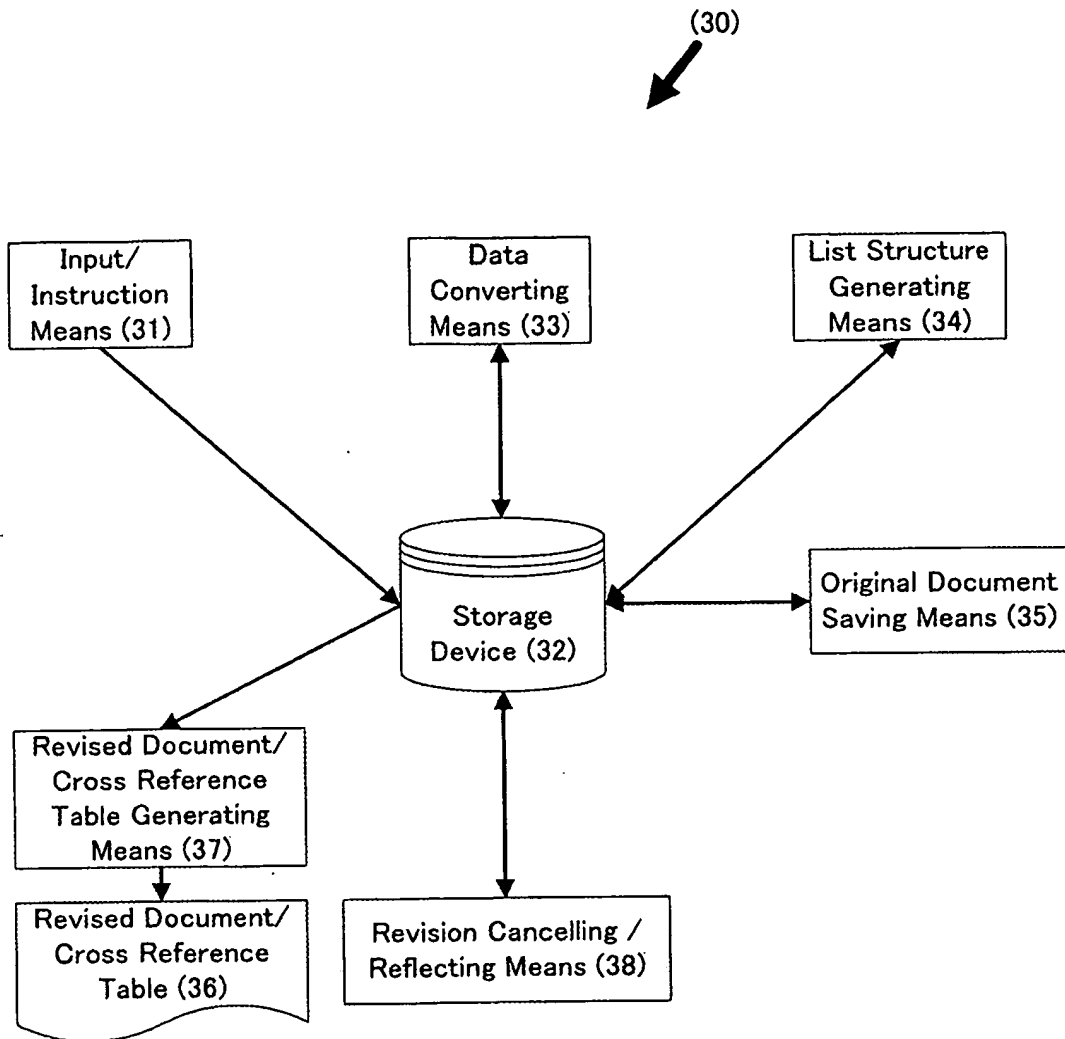 (30)
Input/
Instruction
Means (31)
Data
Converting
Means (33)
List Structure
Generating
Means (34)
Storage
Device (32)
Original Document
Saving Means (35)
Revised Document/
Cross Reference
Table Generating
Means (37)
Revised Document/
Cross Reference
Table (36)
Revision Cancelling /
Reflecting Means (38)